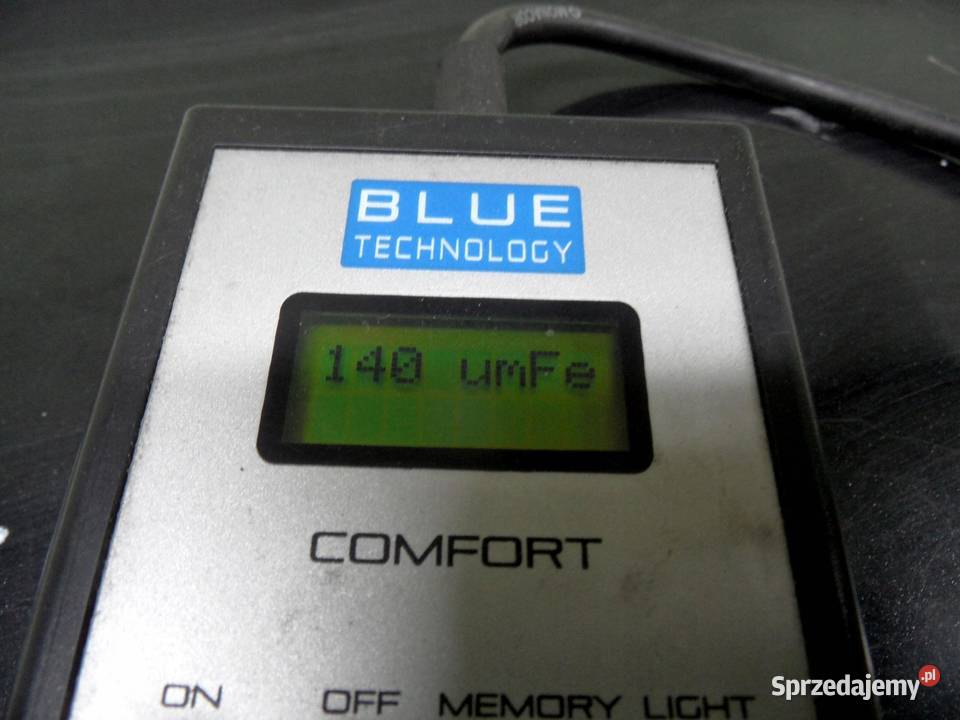 BLUE
TECHNOLOGY
140 umFe
COMFORT
ON OFF MEMORY LIGHT
Sprzedajemy.pl